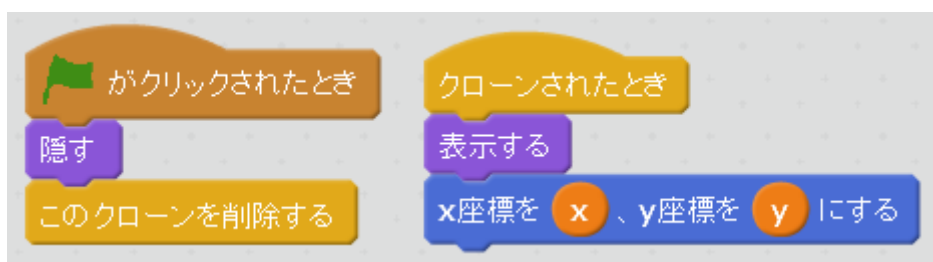 がクリックされたとき
隠す
このクローンを削除する
クローンされたとき
表示する
x座標を x 、y座標を y にする